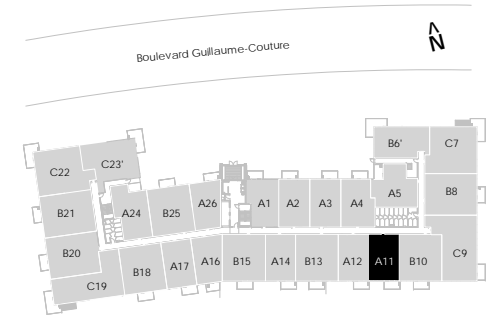 Boulevard Guillaume-Couture
N
B6' C7
C22 C23'
A5 B8
B21 A24 B25 A26 A1 A2 A3 A4
B20 B18 A17 A16 B15 A14 B13 A12 A11 B10 C9
C19